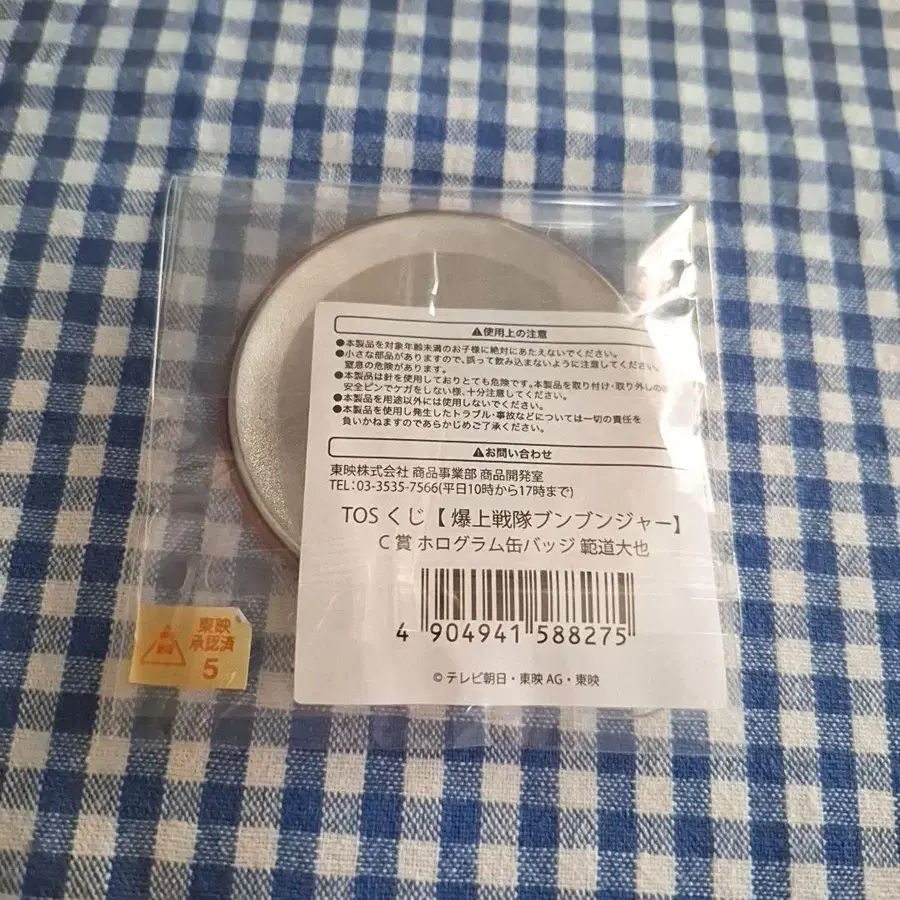 ⚠使用上の注意
●本製品を対象年齢未満のお子様に絶対にあたえないでください。
●小さな部品がありますので、誤って飲み込まないように注意してください。
窒息の危険があります。
●本製品は針を使用しておりとても危険です。本製品を取り付け・取り外しの
安全ピンでケガをしない様、十分注意してください。
●本製品を用途以外には使用しないでください。
●本製品を使用し発生したトラブル・事故などについては一切の責任を
負いかねますのであらかじめご了承ください。
⚠お問い合わせ
東映株式会社 商品事業部 商品開発室
TEL:03-3535-7566(平日10時から17時まで)
TOS くじ【爆上戦隊ブンブンジャー】
C 賞 ホログラム缶バッジ 範道大也
4 904941 588275
© テレビ朝日・東映 AG・東映
東映
承認済
5